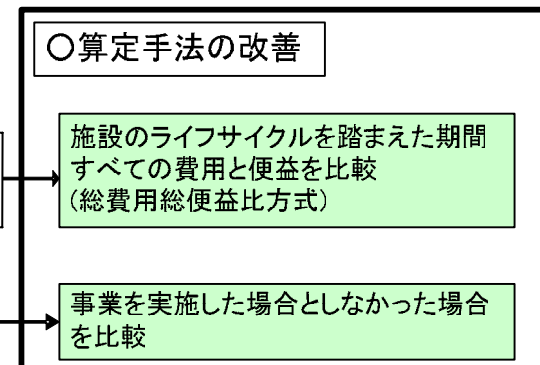 〇算定手法の改善
施設のライフサイクルを踏まえた期間
すべての費用と便益を比較
(総費用総便益比方式)
事業を実施した場合としなかった場合
を比較